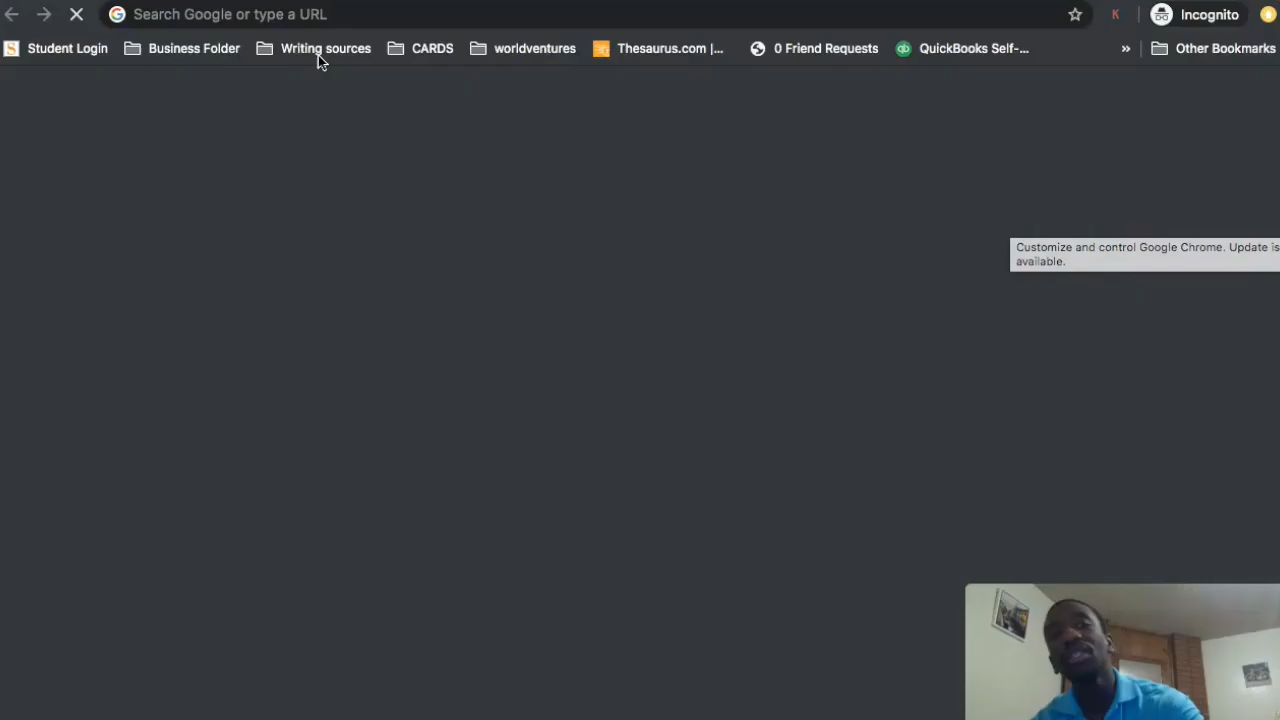 Search Google or type a URL
K
Incognito
S Student Login Business Folder Writing sources CARDS worldventures Thesaurus.com |... 0 Friend Requests qb QuickBooks Self-... » Other Bookmarks
Customize and control Google Chrome. Update is
available.